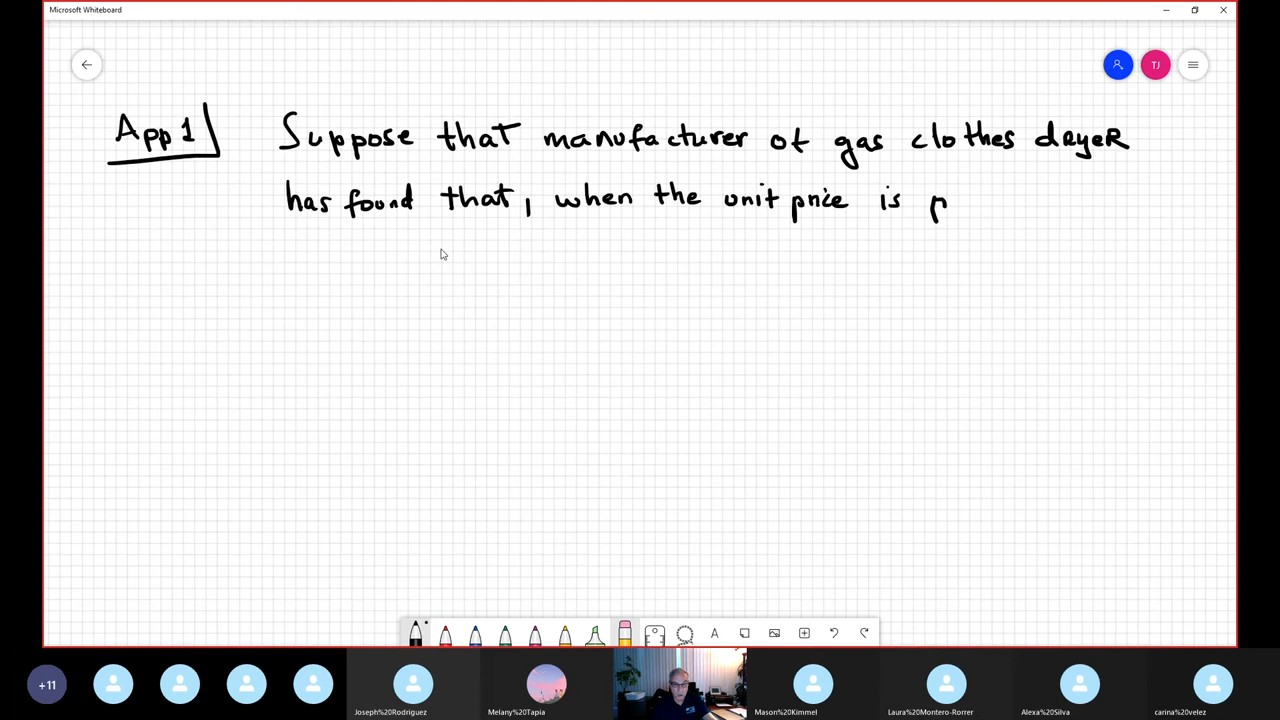 Microsoft Whiteboard
TJ
App 1
Suppose that manufacturer of gas clothes dryer
has found that, when the unit price is p
A
+11
Joseph%20Rodriguez
Melany%20Tapia
Mason%20Kimmel
Laura%20Montero-Rorrer
Alexa%20Silva
carina%20velez